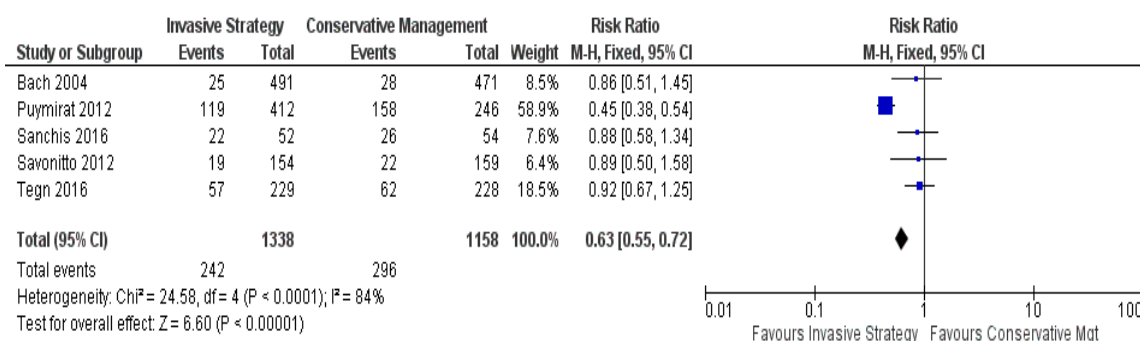 Invasive Strategy Conservative Management Risk Ratio Risk Ratio
Study or Subgroup Events Total Events Total Weight M-H, Fixed, 95% CI M-H, Fixed, 95% CI
Bach 2004 25 491 28 471 8.5% 0.86 [0.51, 1.45]
Puymirat 2012 119 412 158 246 58.9% 0.45 [0.38, 0.54]
Sanchis 2016 22 52 26 54 7.6% 0.88 [0.58, 1.34]
Savonitto 2012 19 154 22 159 6.4% 0.89 [0.50, 1.58]
Tegn 2016 57 229 62 228 18.5% 0.92 [0.67, 1.25]
Total (95% CI) 1338 1158 100.0% 0.63 [0.55, 0.72]
Total events 242 296
Heterogeneity: Chi² = 24.58, df = 4 (P < 0.0001); I² = 84%
Test for overall effect: Z = 6.60 (P < 0.00001)
0.01 0.1 1 10 100
Favours Invasive Strategy Favours Conservative Mgt